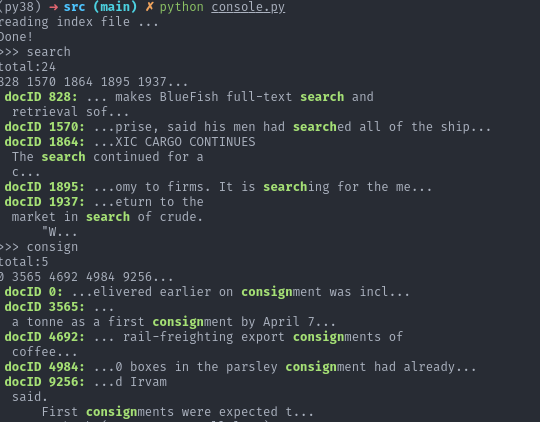 (py38) → src (main) ✗ python console.py
reading index file ...
Done!
>>> search
total:24
828 1570 1864 1895 1937...
docID 828: ... makes BlueFish full-text search and
retrieval sof...
docID 1570: ...prise, said his men had searched all of the ship...
docID 1864: ...XIC CARGO CONTINUES
The search continued for a
c...
docID 1895: ...omy to firms. It is searching for the me...
docID 1937: ...eturn to the
market in search of crude.
"W...
>>> consign
total:5
0 3565 4692 4984 9256...
docID 0: ...elivered earlier on consignment was incl...
docID 3565: ...
a tonne as a first consignment by April 7...
docID 4692: ... rail-freighting export consignments of
coffee...
docID 4984: ...0 boxes in the parsley consignment had already...
docID 9256: ...d Irvam
said.
First consignments were expected t...